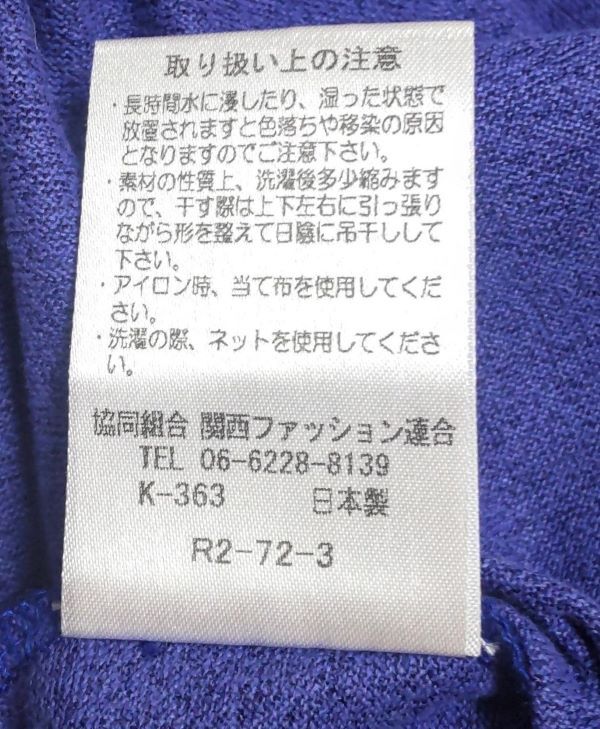 取り扱い上の注意
・長時間水に浸したり、湿った状態で
放置されますと色落ちや移染の原因
となりますのでご注意下さい。
・素材の性質上、洗濯後多少縮みます
ので、干す際は上下左右に引っ張り
ながら形を整えて日陰に吊干しして
下さい。
・アイロン時、当て布を使用してくだ
さい。
・洗濯の際、ネットを使用してくださ
い。
協同組合 関西ファッション連合
TEL 06-6228-8139
K-363 日本製
R2-72-3